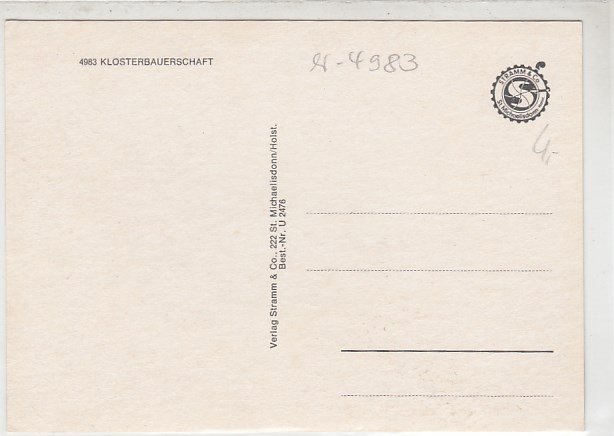 4983 KLOSTERBAUERSCHAFT
4983
STRAMM & Co.
St. Michaelisdonn
4,-
Verlag Stramm & Co., 222 St. Michaelisdonn/Holst.
Best.-Nr. U 2476